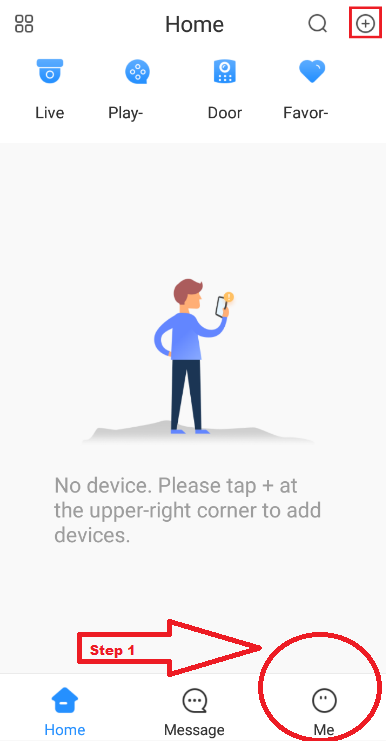 Home
Live Play- Door Favor-
No device. Please tap + at
the upper-right corner to add
devices.
Step 1
Home Message Me